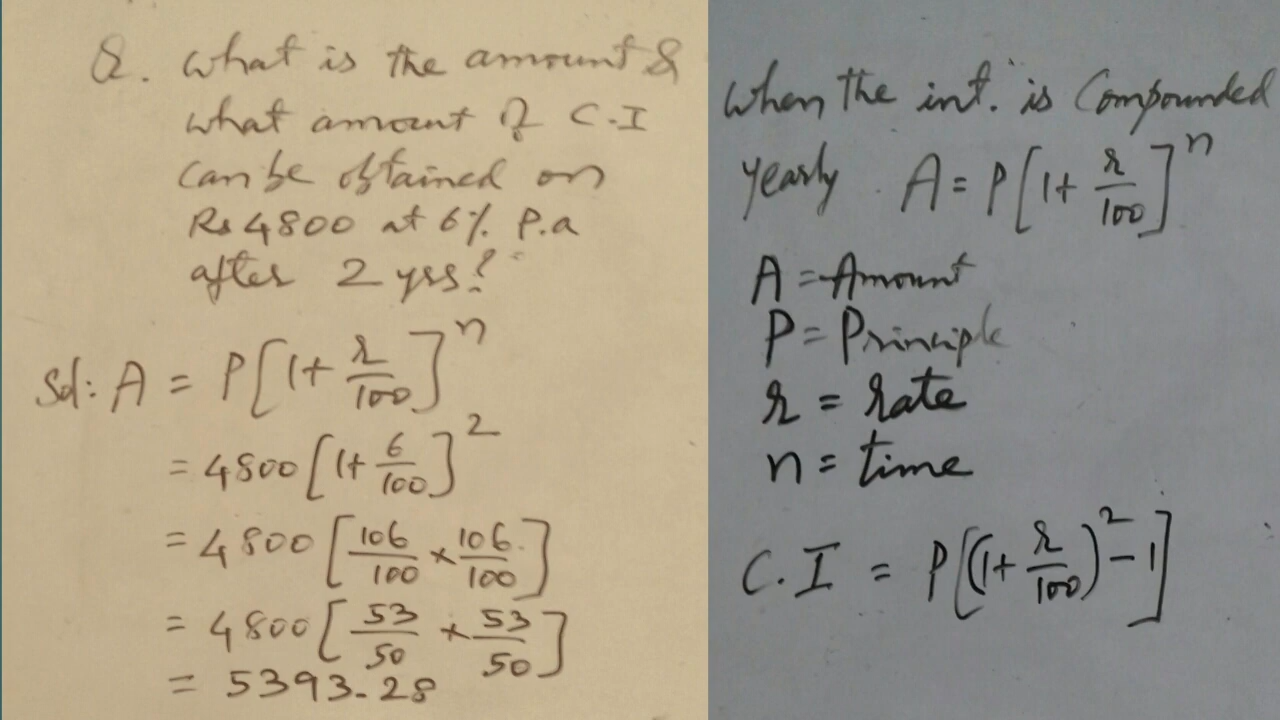 Q. What is the amount &
what amount of C.I
can be obtained on
Rs 4800 at 6% P.a
after 2 yrs?
Sol: A = P[1+ r/100]^n
= 4800[1+ 6/100]^2
= 4800[106/100 × 106/100]
= 4800[53/50 × 53/50]
= 5393.28
When the int. is Compounded
yearly A = P[1+ r/100]^n
A = Amount
P = Principle
r = rate
n = time
C.I = P[(1+ r/100)^2 - 1]